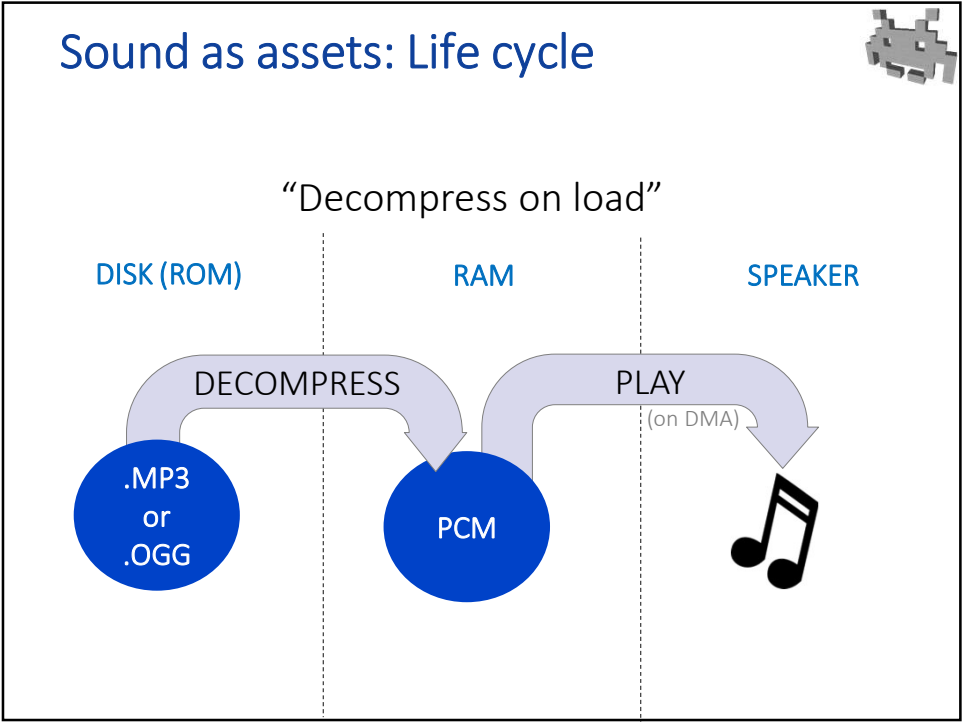 Sound as assets: Life cycle
“Decompress on load”
DISK (ROM)
RAM
SPEAKER
DECOMPRESS
PLAY
(on DMA)
.MP3
or
.OGG
PCM